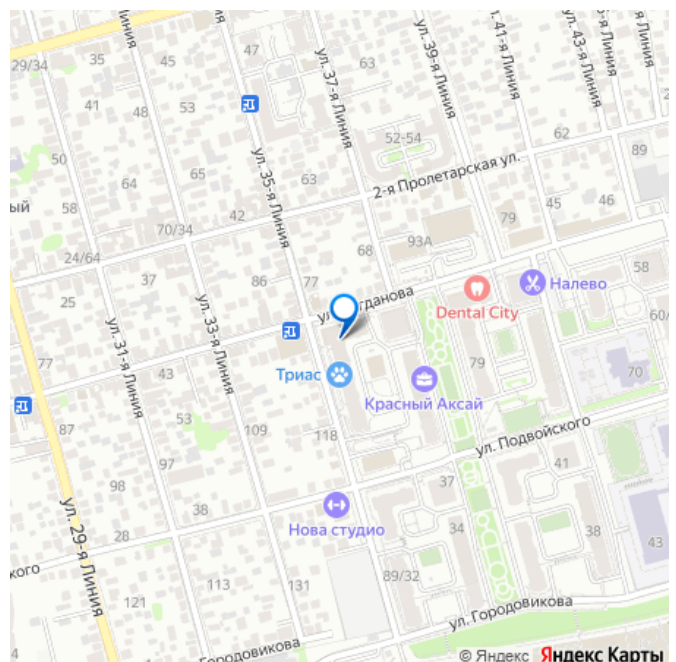 Линия
47
ул. 37-я Линия
63
ул. 39-я Линия
ул. 41-я Линия
ул. 43-я Линия
Линия
29/34
35
41
45
48
53
52-54
62
89
50
2-я Пролетарская ул.
64
65
63
ул. 35-я Линия
ый
58
42
79
45
46
70/34
93А
24/64
68
37
86
77
58
25
Налево
Dental City
60/
ул. 31-я Линия
ул. 33-я Линия
77
43
Триас
79
70
Красный Аксай
53
87
109
118
ул. Подвойского
97
41
98
37
ул. 29-я Линия
38
Нова студио
34
38
28
43
кого
113
131
89/32
121
ул. Городовикова
Городовикова
© Яндекс Яндекс Карты